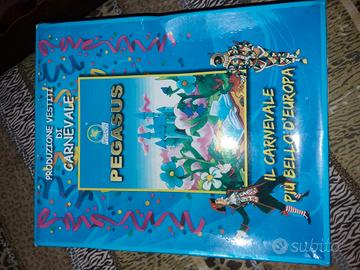 PRODUZIONE VESTITI
DI
CARNEVALE
PEGASUS
IL CARNEVALE
PIÙ BELLO D'EUROPA
subito